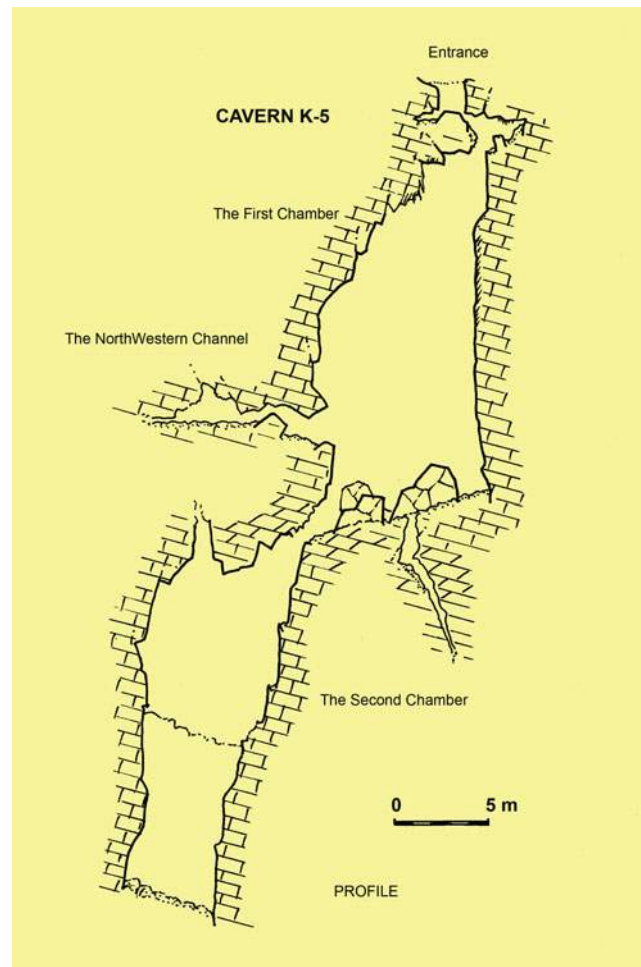 Entrance
CAVERN K-5
The First Chamber
The NorthWestern Channel
The Second Chamber
0 5 m
PROFILE